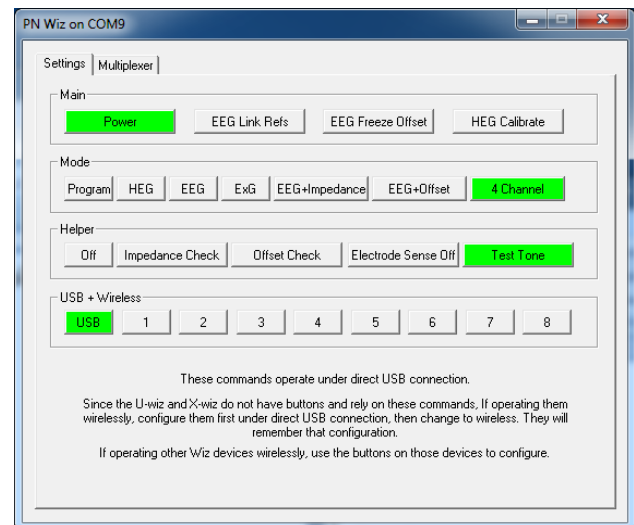 PN Wiz on COM9
Settings Multiplexer
Main
Power EEG Link Refs EEG Freeze Offset HEG Calibrate
Mode
Program HEG EEG ExG EEG+Impedance EEG+Offset 4 Channel
Helper
Off Impedance Check Offset Check Electrode Sense Off Test Tone
USB + Wireless
USB 1 2 3 4 5 6 7 8
These commands operate under direct USB connection.
Since the U-wiz and X-wiz do not have buttons and rely on these commands, If operating them
wirelessly, configure them first under direct USB connection, then change to wireless. They will
remember that configuration.
If operating other Wiz devices wirelessly, use the buttons on those devices to configure.